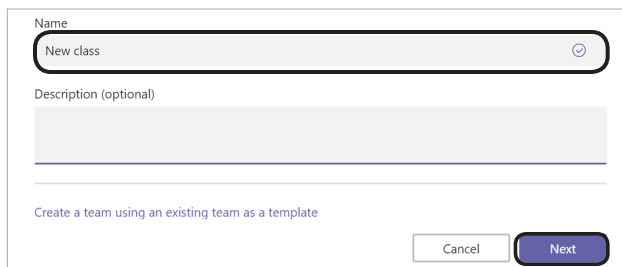 Name
New class
Description (optional)
Create a team using an existing team as a template
Cancel
Next